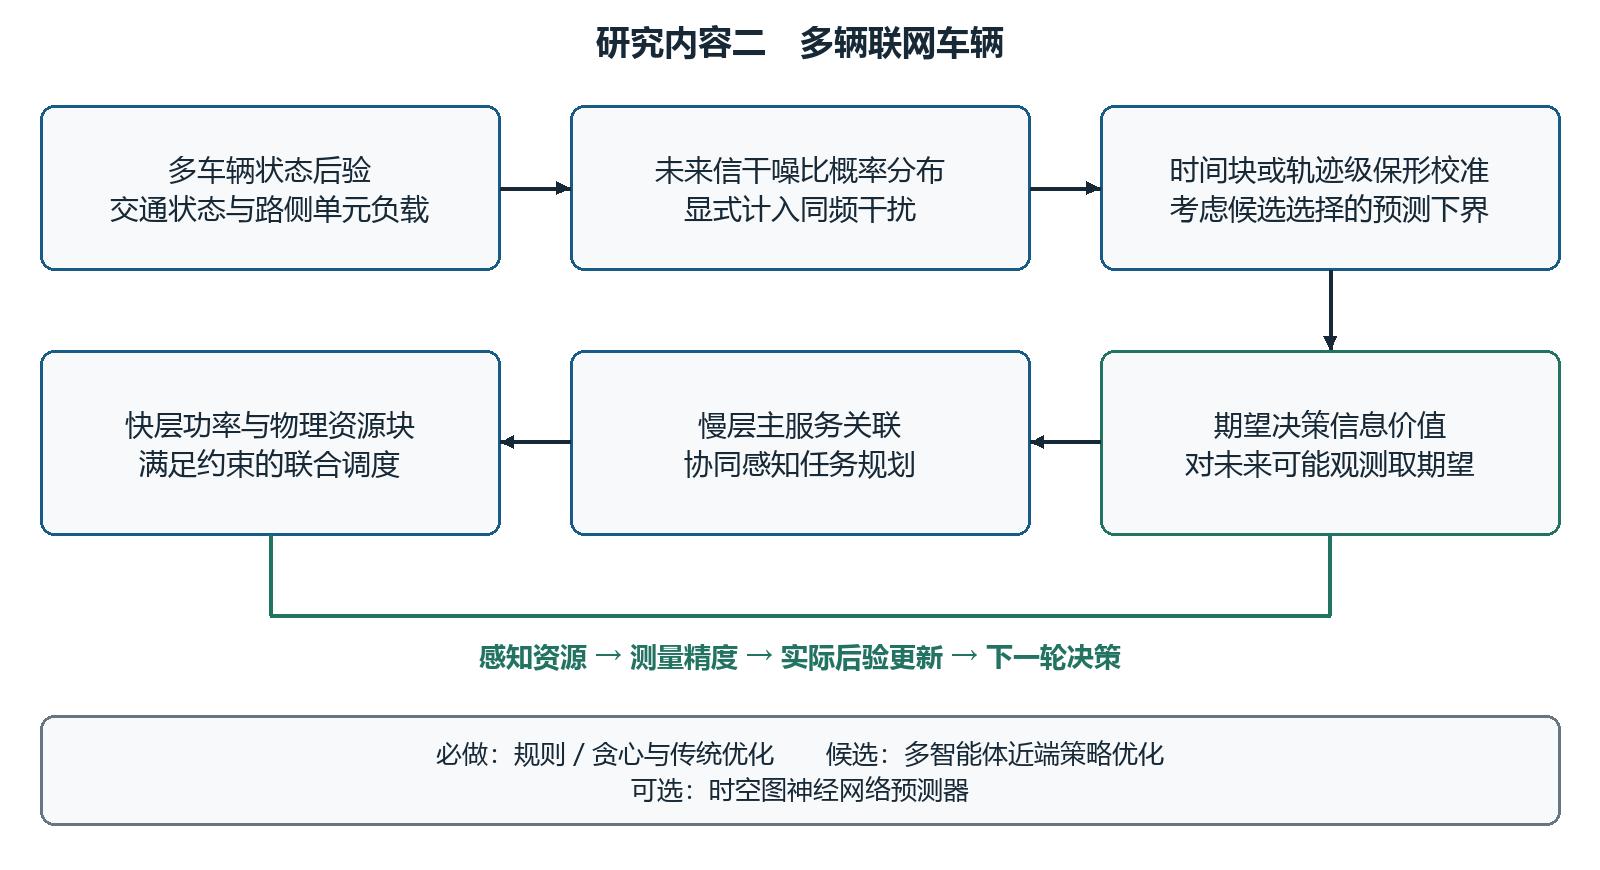 研究内容二　多辆联网车辆
多车辆状态后验
交通状态与路侧单元负载
未来信干噪比概率分布
显式计入同频干扰
时间块或轨迹级保形校准
考虑候选选择的预测下界
快层功率与物理资源块
满足约束的联合调度
慢层主服务关联
协同感知任务规划
期望决策信息价值
对未来可能观测取期望
感知资源 → 测量精度 → 实际后验更新 → 下一轮决策
必做：规则 / 贪心与传统优化　　候选：多智能体近端策略优化
可选：时空图神经网络预测器